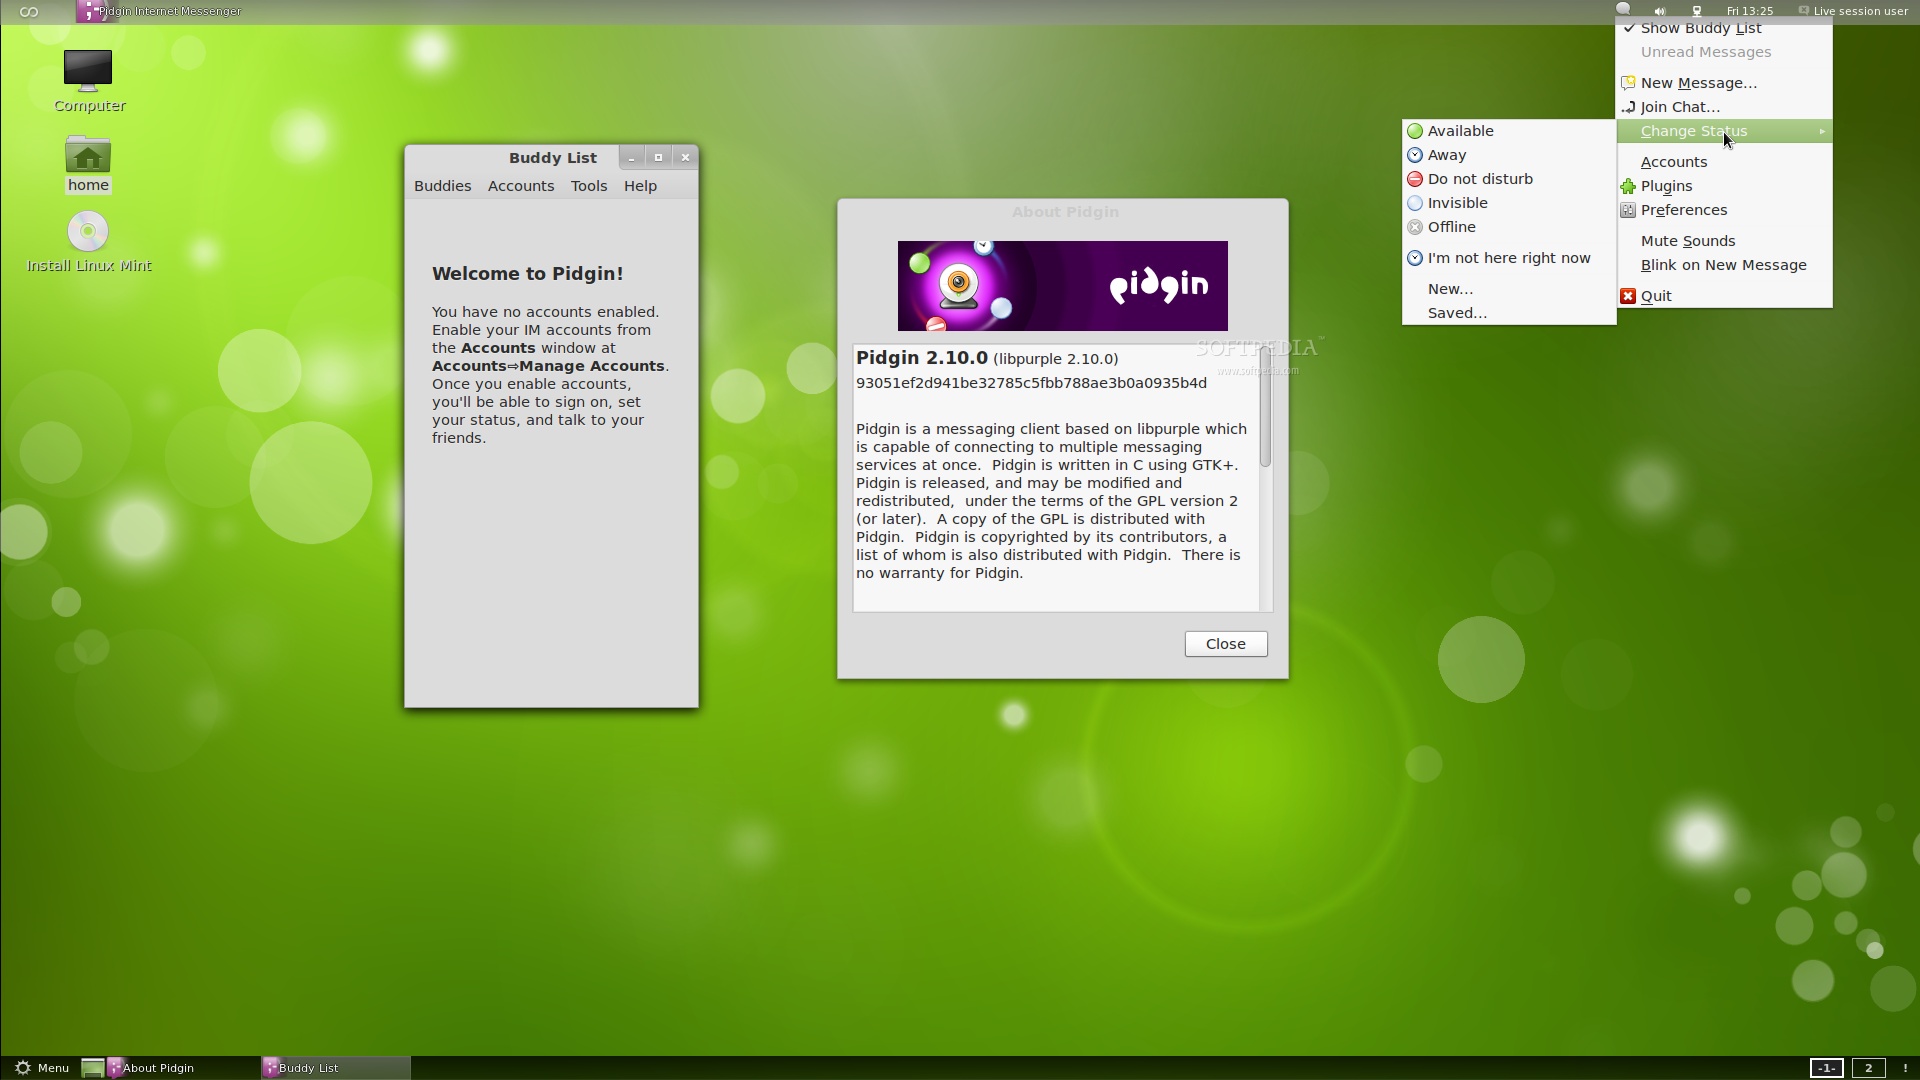 Pidgin Internet Messenger
Fri 13:25
Live session user
Computer
home
Install Linux Mint
Buddy List
Buddies Accounts Tools Help
Welcome to Pidgin!
You have no accounts enabled.
Enable your IM accounts from
the Accounts window at
Accounts⇨Manage Accounts.
Once you enable accounts,
you'll be able to sign on, set
your status, and talk to your
friends.
About Pidgin
pidgin
Pidgin 2.10.0 (libpurple 2.10.0)
93051ef2d941be32785c5fbb788ae3b0a0935b4d
Pidgin is a messaging client based on libpurple which
is capable of connecting to multiple messaging
services at once.  Pidgin is written in C using GTK+.
Pidgin is released, and may be modified and
redistributed,  under the terms of the GPL version 2
(or later).  A copy of the GPL is distributed with
Pidgin.  Pidgin is copyrighted by its contributors, a
list of whom is also distributed with Pidgin.  There is
no warranty for Pidgin.
Close
SOFTPEDIA™
www.softpedia.com
Available
Away
Do not disturb
Invisible
Offline
I'm not here right now
New...
Saved...
Show Buddy List
Unread Messages
New Message...
Join Chat...
Change Status
Accounts
Plugins
Preferences
Mute Sounds
Blink on New Message
Quit
Menu
About Pidgin
Buddy List
-1-
2
!